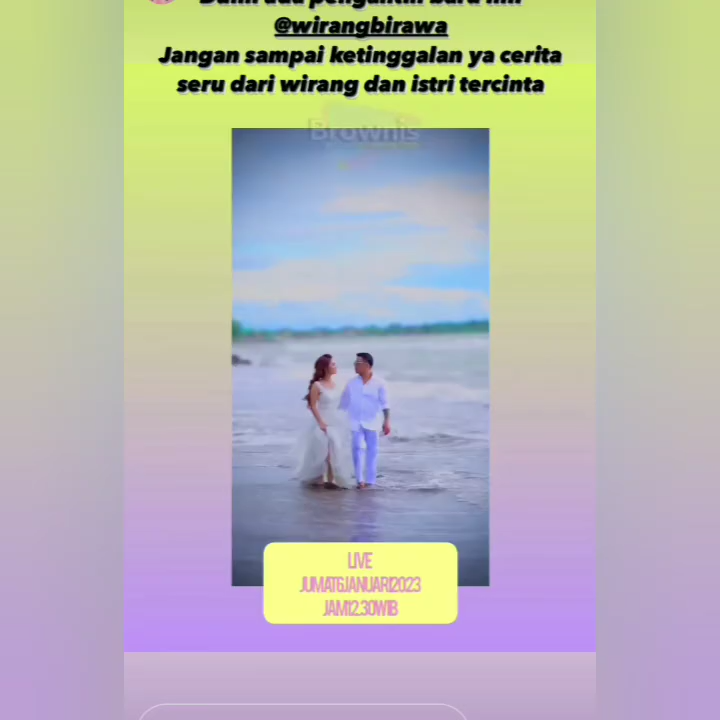 @wirangbirawa
Jangan sampai ketinggalan ya cerita
seru dari wirang dan istri tercinta
Brownis
LIVE
JUMAT6JANUARI2023
JAM12.30WIB